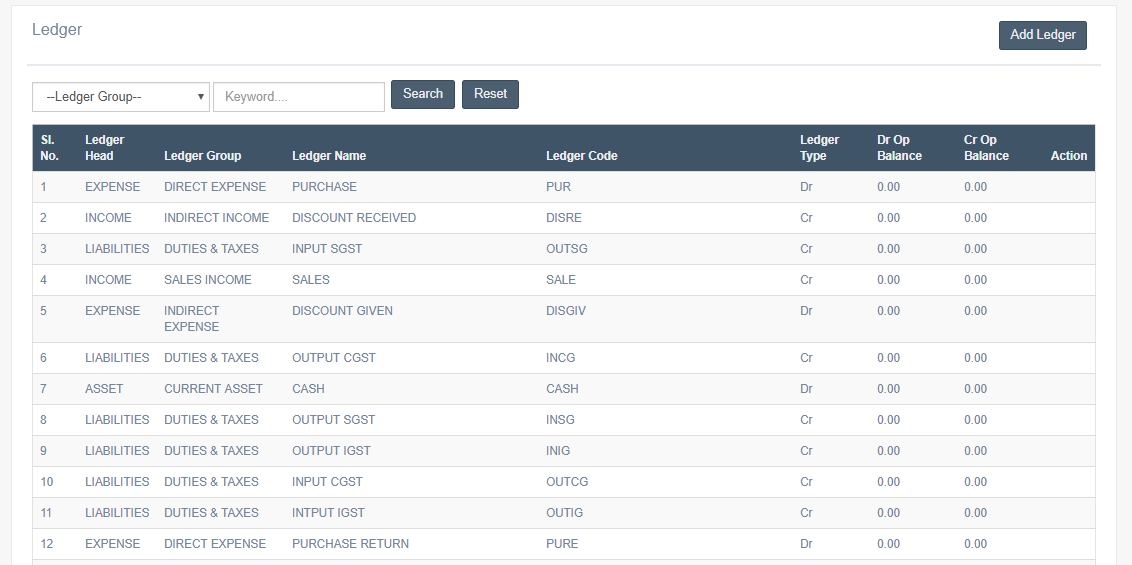 Ledger
Add Ledger
--Ledger Group-- Keyword.... Search Reset
Sl. No. Ledger Head Ledger Group Ledger Name Ledger Code Ledger Type Dr Op Balance Cr Op Balance Action
1 EXPENSE DIRECT EXPENSE PURCHASE PUR Dr 0.00 0.00
2 INCOME INDIRECT INCOME DISCOUNT RECEIVED DISRE Cr 0.00 0.00
3 LIABILITIES DUTIES & TAXES INPUT SGST OUTSG Cr 0.00 0.00
4 INCOME SALES INCOME SALES SALE Cr 0.00 0.00
5 EXPENSE INDIRECT EXPENSE DISCOUNT GIVEN DISGIV Dr 0.00 0.00
6 LIABILITIES DUTIES & TAXES OUTPUT CGST INCG Cr 0.00 0.00
7 ASSET CURRENT ASSET CASH CASH Dr 0.00 0.00
8 LIABILITIES DUTIES & TAXES OUTPUT SGST INSG Cr 0.00 0.00
9 LIABILITIES DUTIES & TAXES OUTPUT IGST INIG Cr 0.00 0.00
10 LIABILITIES DUTIES & TAXES INPUT CGST OUTCG Cr 0.00 0.00
11 LIABILITIES DUTIES & TAXES INTPUT IGST OUTIG Cr 0.00 0.00
12 EXPENSE DIRECT EXPENSE PURCHASE RETURN PURE Dr 0.00 0.00